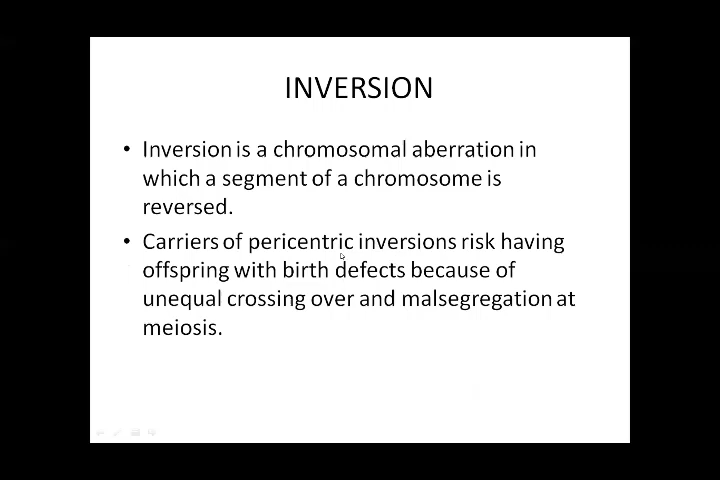 INVERSION
• Inversion is a chromosomal aberration in
which a segment of a chromosome is
reversed.
• Carriers of pericentric inversions risk having
offspring with birth defects because of
unequal crossing over and malsegregation at
meiosis.